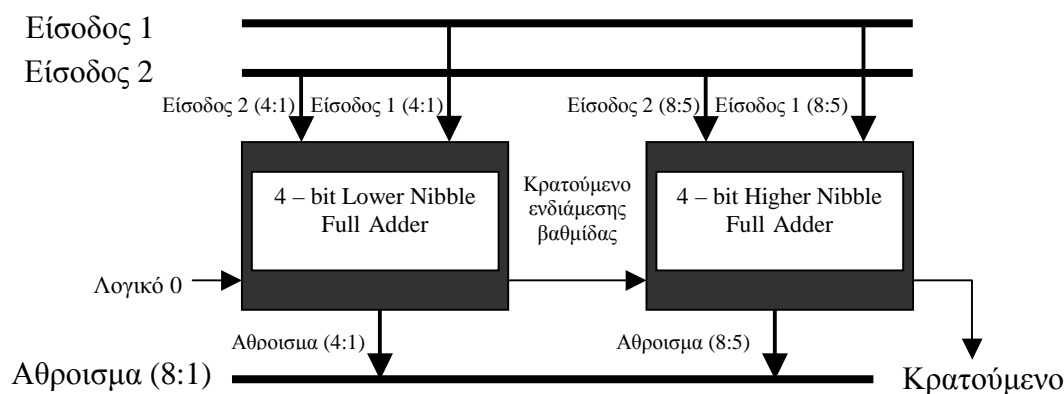 Είσοδος 1
Είσοδος 2
Είσοδος 2 (4:1)
Είσοδος 1 (4:1)
Είσοδος 2 (8:5)
Είσοδος 1 (8:5)
4 – bit Lower Nibble
Full Adder
Κρατούμενο
ενδιάμεσης
βαθμίδας
4 – bit Higher Nibble
Full Adder
Λογικό 0
Αθροισμα (4:1)
Αθροισμα (8:5)
Αθροισμα (8:1)
Κρατούμενο